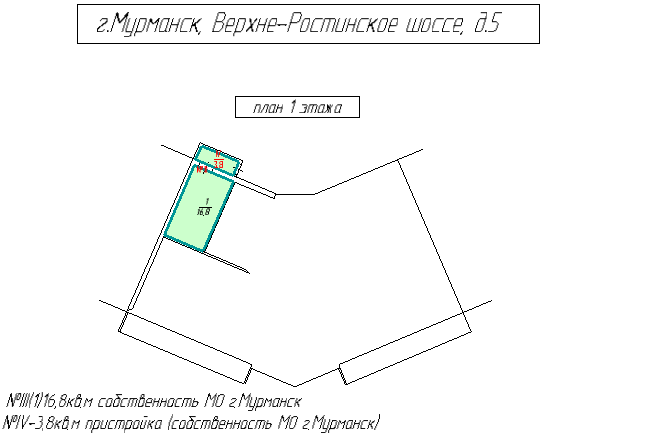 г.Мурманск, Верхне-Ростинское шоссе, д.5
план 1 этажа
3,8
1
16,8
№III(1)16,8кв.м собственность МО г.Мурманск
№IV-3,8кв.м пристройка (собственность МО г.Мурманск)